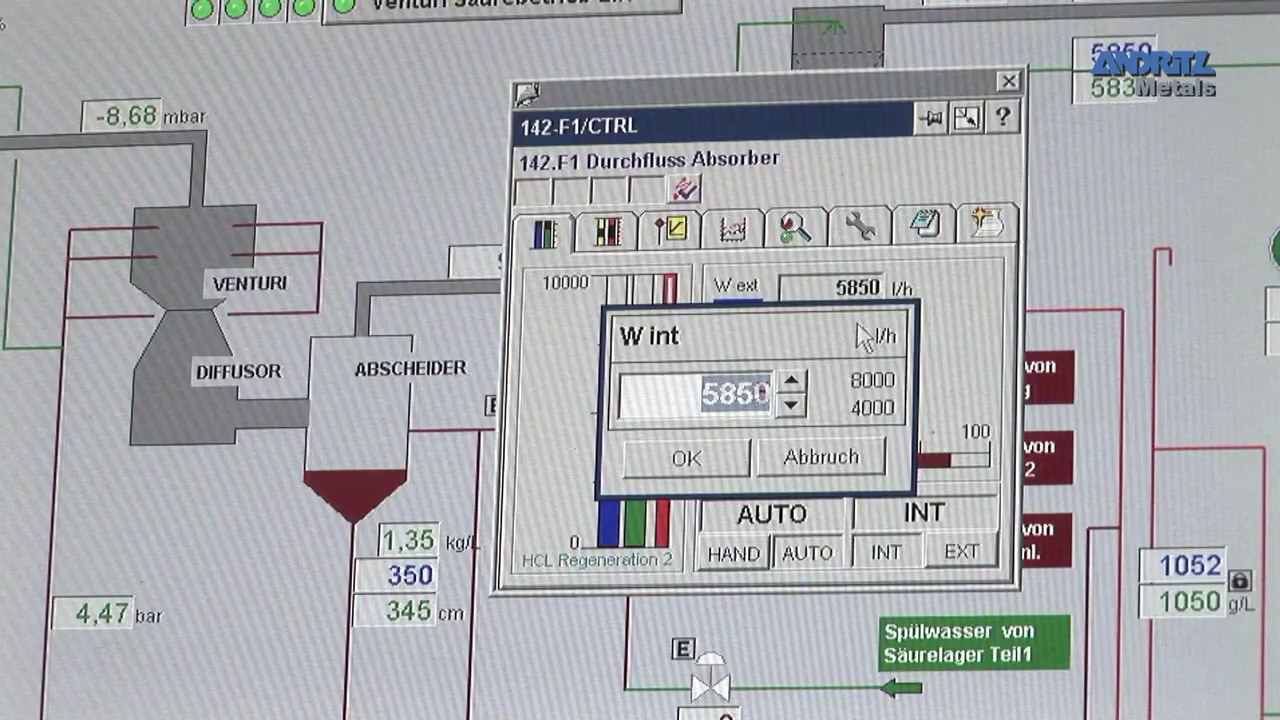 Venturi Säurebetrieb
5850
583
ANDRITZ
Metals
-8,68 mbar
142-F1/CTRL
?
142.F1 Durchfluss Absorber
VENTURI
10000
W ext 5850 l/h
W int l/h
DIFFUSOR
ABSCHEIDER
5850
8000
4000
von
100
OK Abbruch
von
2
AUTO INT
0
HAND AUTO INT EXT
HCL Regeneration 2
von
nl.
1,35 kg/L
350
345 cm
4,47 bar
1052
1050 g/L
Spülwasser von
Säurelager Teil1
E